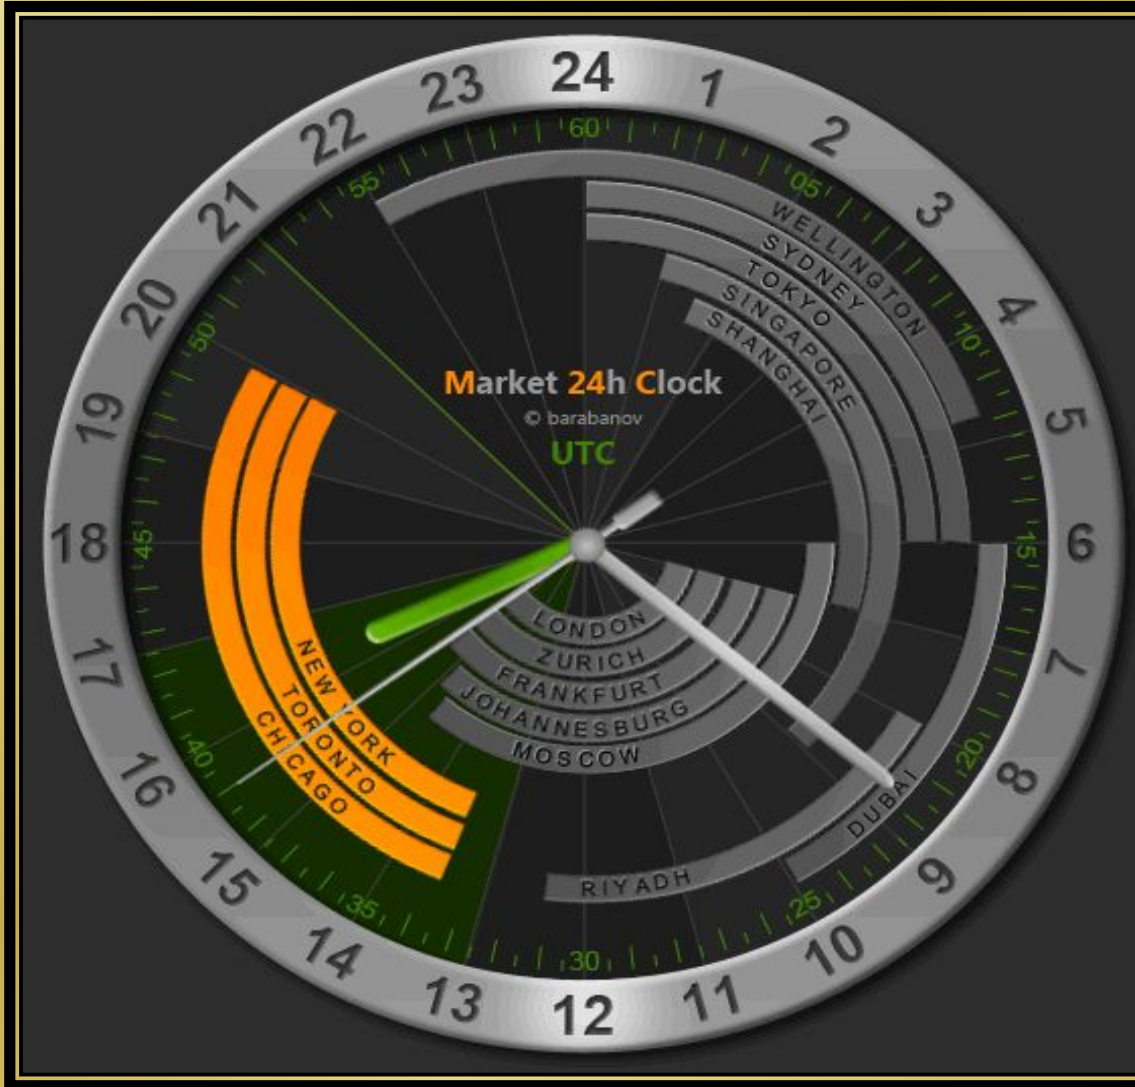 24
1
2
3
4
5
6
7
8
9
10
11
12
13
14
15
16
17
18
19
20
21
22
23
60
05
10
15
20
25
30
35
40
45
50
55
WELLINGTON
SYDNEY
TOKYO
SINGAPORE
SHANGHAI
Market 24h Clock
© barabanov
UTC
LONDON
ZURICH
FRANKFURT
JOHANNESBURG
MOSCOW
NEW YORK
TORONTO
CHICAGO
RIYADH
DUBAI